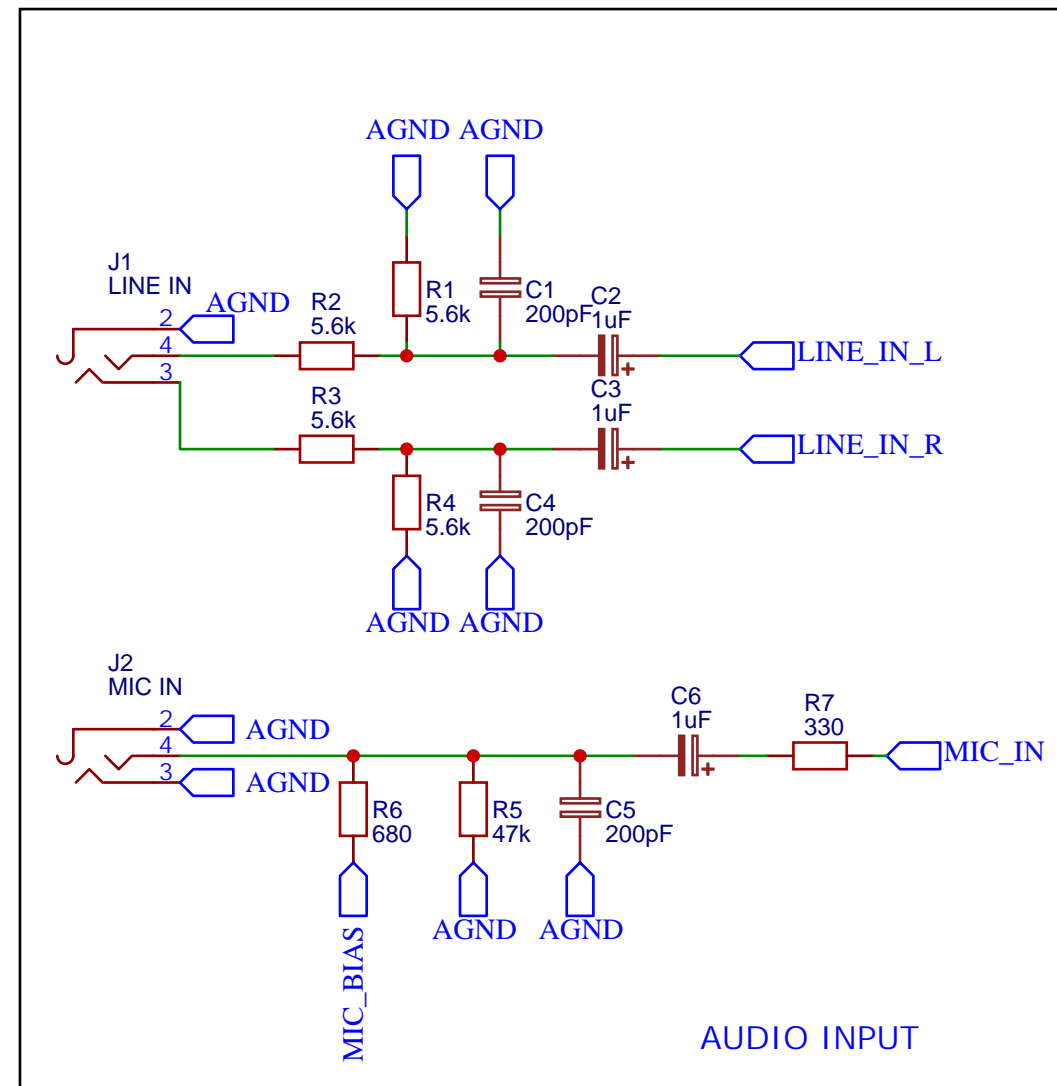 AGND AGND
J1
LINE IN
2
AGND
4
3
R2
5.6k
R1
5.6k
C1
200pF
C2
1uF
LINE_IN_L
R3
5.6k
C3
1uF
LINE_IN_R
R4
5.6k
C4
200pF
AGND AGND
J2
MIC IN
2
AGND
4
3
AGND
C6
1uF
R7
330
MIC_IN
R6
680
R5
47k
C5
200pF
MIC_BIAS
AGND AGND
AUDIO INPUT